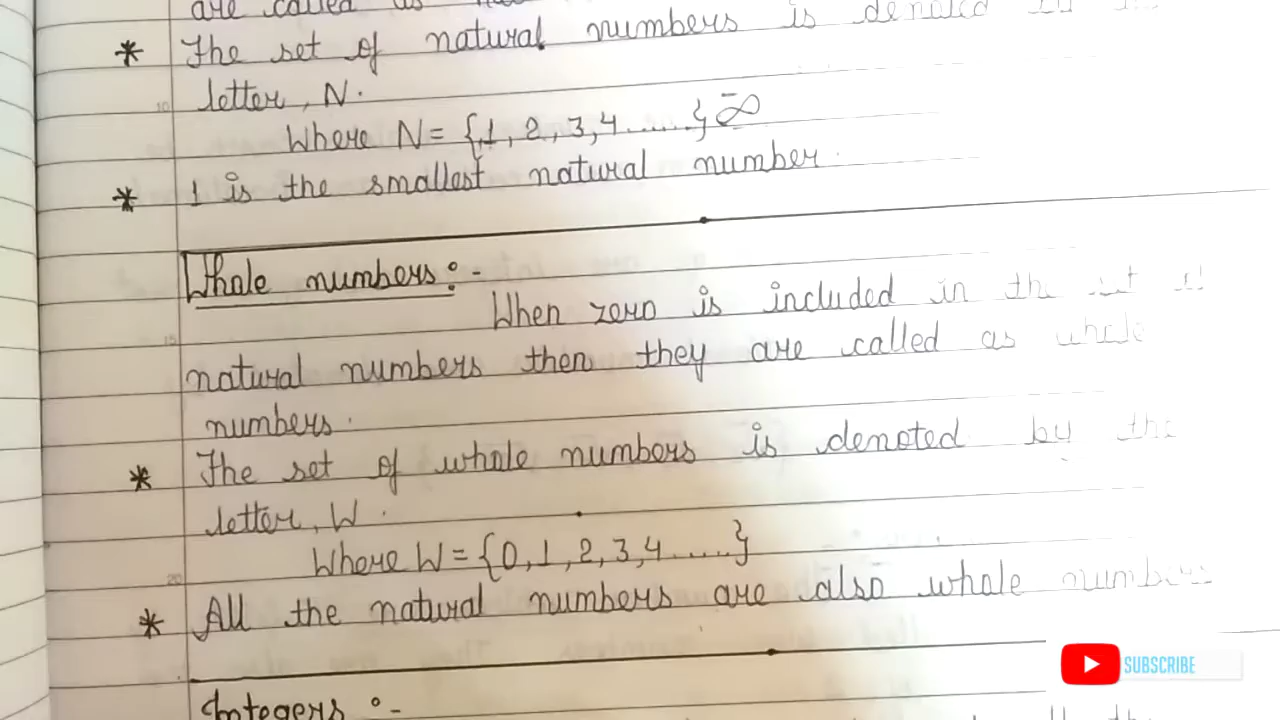 are called as
* The set of natural numbers is denoted
letter, N.
Where N = {1, 2, 3, 4......} ∞
* 1 is the smallest natural number.
Whole numbers:-
When zero is included in the set
natural numbers then they are called as whole
numbers.
* The set of whole numbers is denoted by the
letter, W.
Where W = {0, 1, 2, 3, 4......}
* All the natural numbers are also whole numbers
Integers :-
SUBSCRIBE